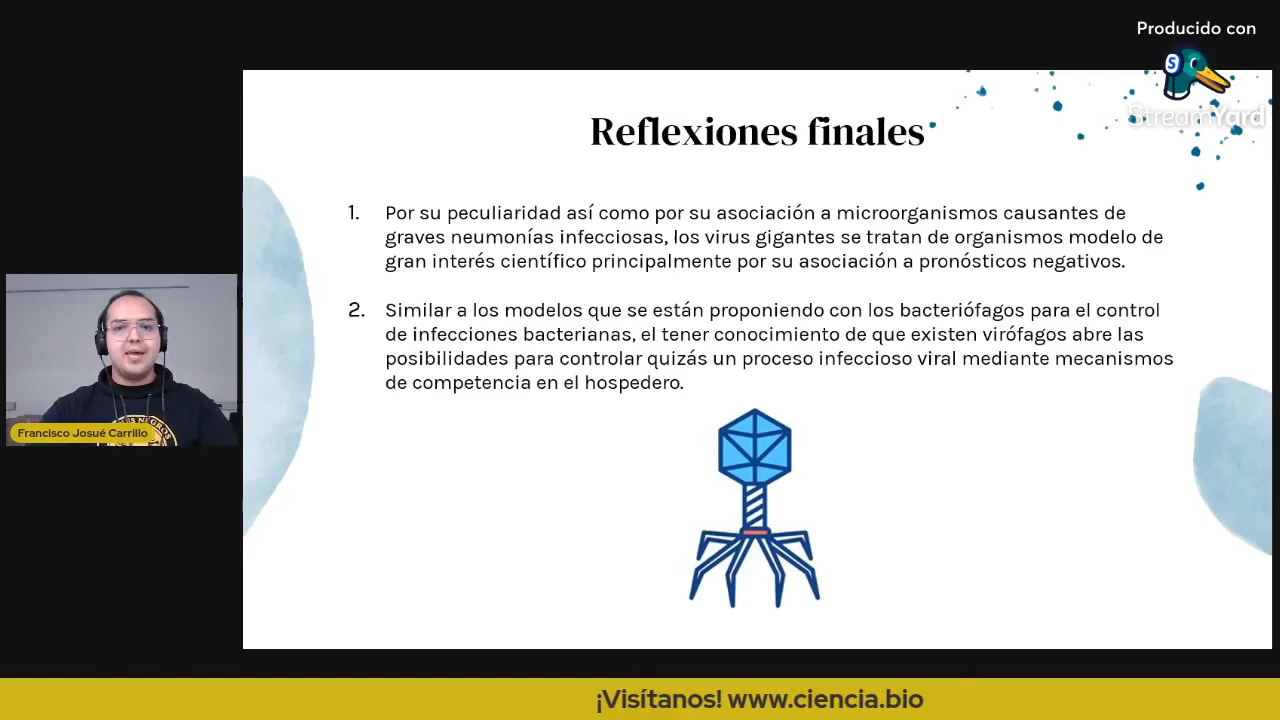 Producido con
S
StreamYard
Reflexiones finales
1. Por su peculiaridad así como por su asociación a microorganismos causantes de
graves neumonías infecciosas, los virus gigantes se tratan de organismos modelo de
gran interés científico principalmente por su asociación a pronósticos negativos.
2. Similar a los modelos que se están proponiendo con los bacteriófagos para el control
de infecciones bacterianas, el tener conocimiento de que existen virófagos abre las
posibilidades para controlar quizás un proceso infeccioso viral mediante mecanismos
de competencia en el hospedero.
Francisco Josué Carrillo
¡Visítanos! www.ciencia.bio